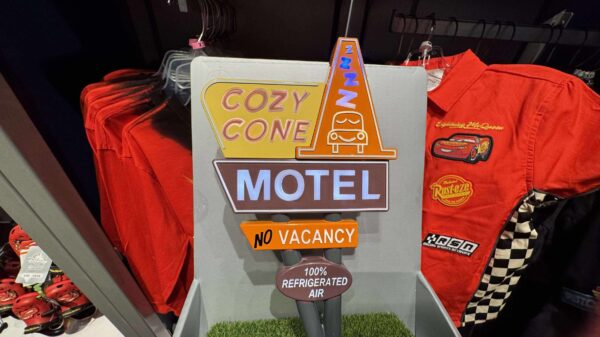 Z
Z
Z
Z
COZY
CONE
MOTEL
NO VACANCY
100%
REFRIGERATED
AIR
Lightning McQueen
Rust-eze